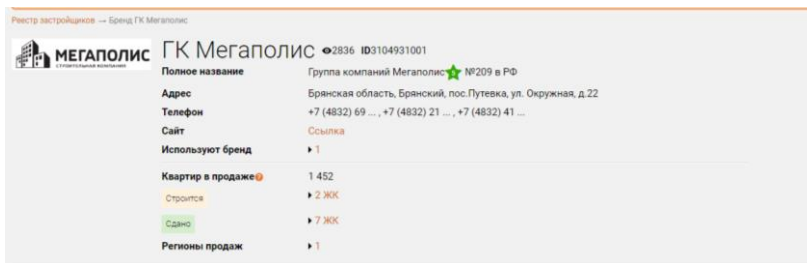 Реестр застройщиков → Бренд ГК Мегаполис
МЕГАПОЛИС
СТРОИТЕЛЬНАЯ КОМПАНИЯ
ГК Мегаполис 2836 ID3104931001
Полное название Группа компаний Мегаполис №209 в РФ
Адрес Брянская область, Брянский, пос.Путевка, ул. Окружная, д.22
Телефон +7 (4832) 69 ... , +7 (4832) 21 ... , +7 (4832) 41 ...
Сайт Ссылка
Используют бренд 1
Квартир в продаже 1 452
Строится 2 ЖК
Сдано 7 ЖК
Регионы продаж 1